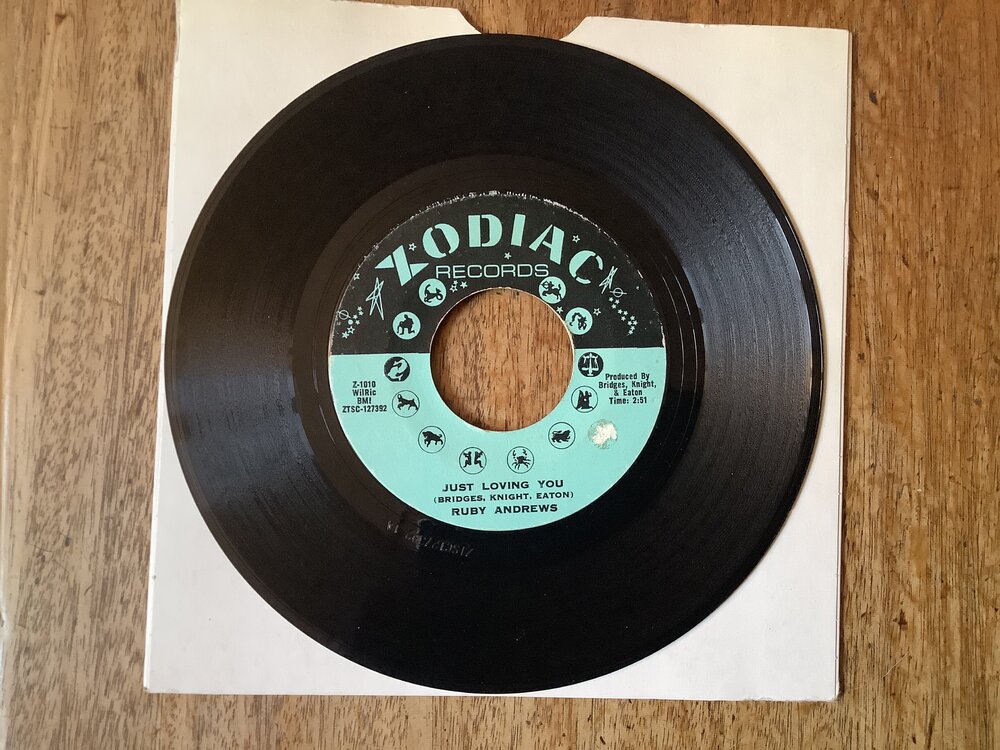 ZODIAC
RECORDS
Z-1010
WilRic
BMI
ZTSC-127392
Produced By
Bridges, Knight,
& Eaton
Time: 2:51
JUST LOVING YOU
(BRIDGES, KNIGHT, EATON)
RUBY ANDREWS